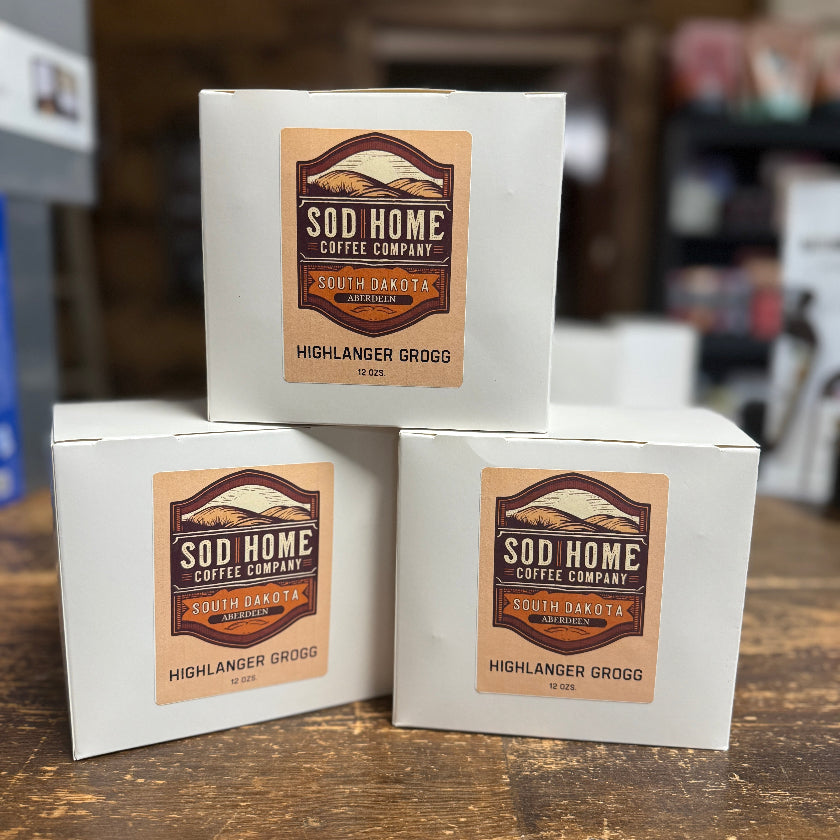 SOD HOME
COFFEE COMPANY
SOUTH DAKOTA
ABERDEEN
HIGHLANGER GROGG
12 OZS.
SOD HOME
COFFEE COMPANY
SOUTH DAKOTA
ABERDEEN
HIGHLANGER GROGG
12 OZS.
SOD HOME
COFFEE COMPANY
SOUTH DAKOTA
ABERDEEN
HIGHLANGER GROGG
12 OZS.